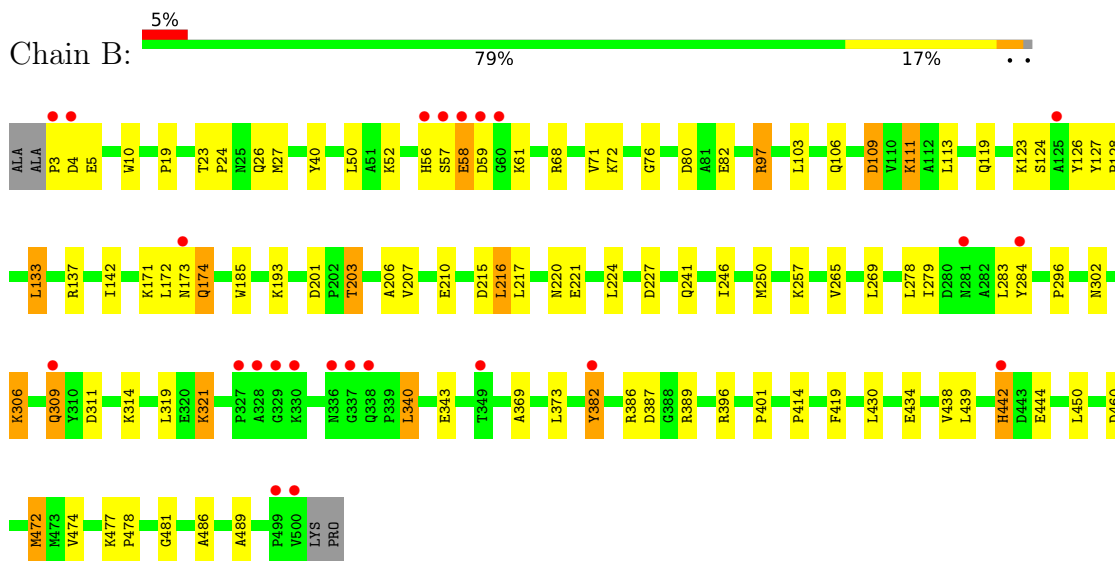 5%
Chain B:
79% 17% • •
ALA ALA P3 D4 E5 W10 P19 T23 P24 N25 Q26 M27 Y40 L50 A51 K52 H56 S57 E58 D59 G60 K61 R68 V71 K72 G76 D80 A81 E82 R97 L103 Q106 D109 V110 K111 A112 L113 Q119 K123 S124 A125 Y126 Y127
L133 R137 I142 K171 L172 N173 Q174 W185 K193 D201 P202 T203 A206 V207 E210 D215 L216 L217 N220 E221 L224 D227 Q241 I246 M250 K257 V265 L269 L278 I279 D280 N281 A282 L283 Y284 P296 N302
K306 Q309 Y310 D311 K314 L319 E320 K321 P327 A328 G329 K330 N336 G337 Q338 P339 L340 E343 T349 A369 L373 Y382 R386 D387 G388 R389 R396 P401 P414 F419 L430 E434 V438 L439 H442 D443 E444 L450
M472 M473 V474 K477 P478 G481 A486 A489 P499 V500 LYS PRO